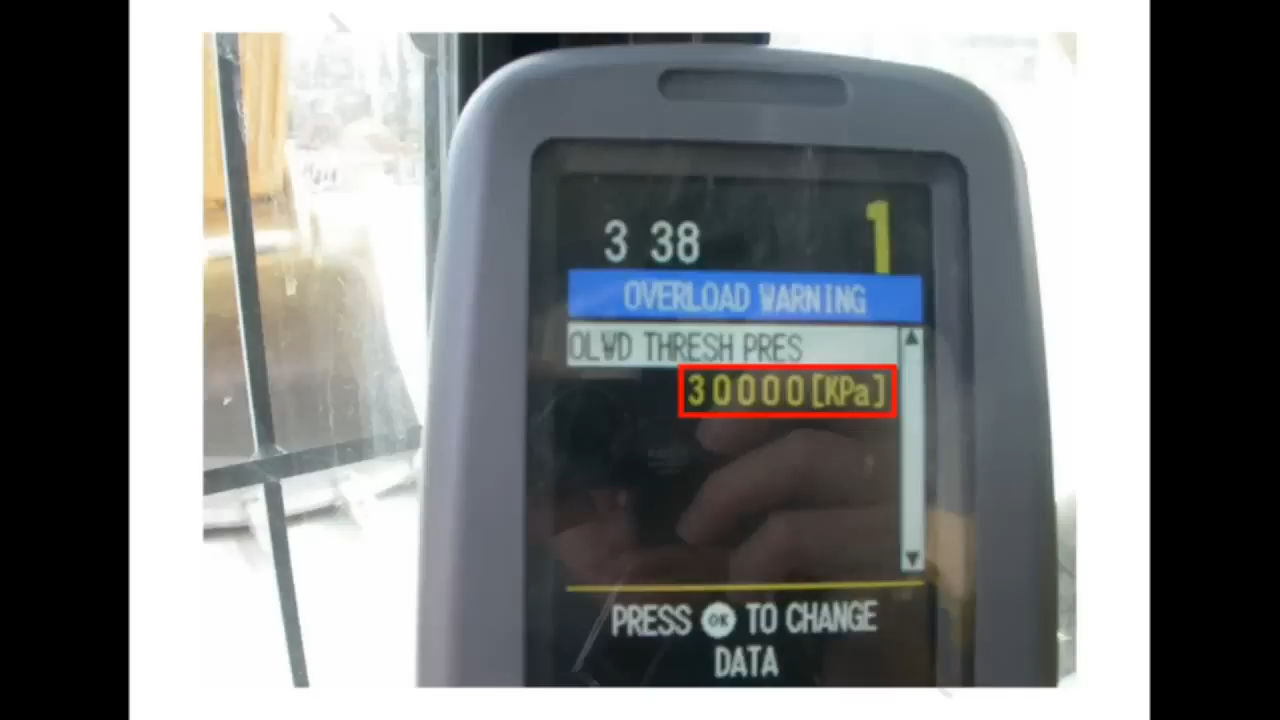 3 38
1
OVERLOAD WARNING
OLWD THRESH PRES
30000[KPa]
PRESS OK TO CHANGE
DATA